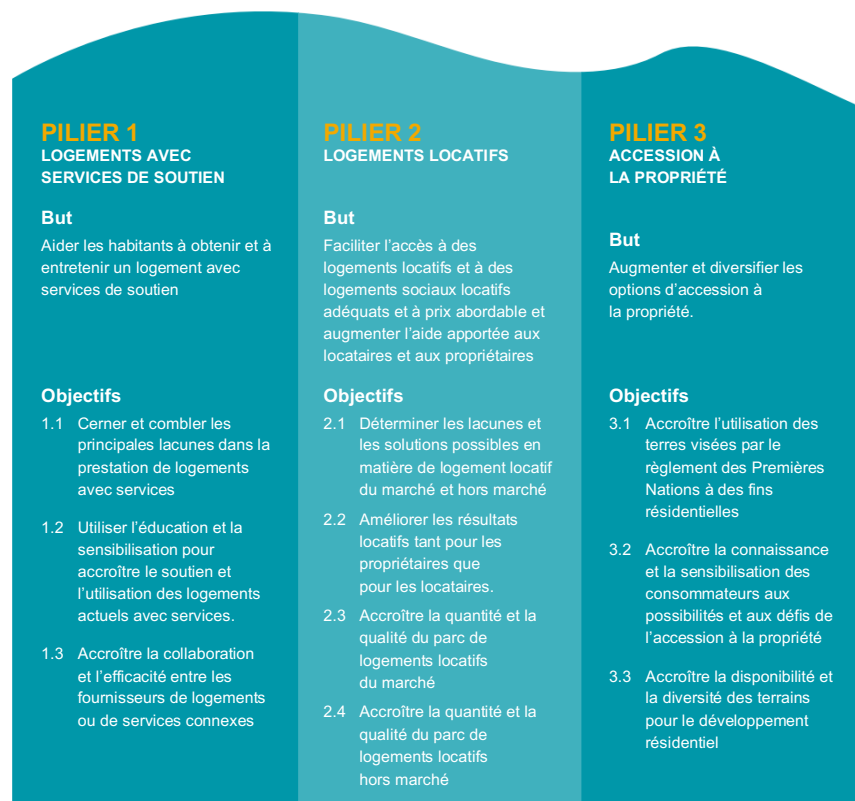 PILIER 1
LOGEMENTS AVEC
SERVICES DE SOUTIEN
But
Aider les habitants à obtenir et à
entretenir un logement avec
services de soutien
Objectifs
1.1 Cerner et combler les
principales lacunes dans la
prestation de logements
avec services
1.2 Utiliser l’éducation et la
sensibilisation pour
accroître le soutien et
l’utilisation des logements
actuels avec services.
1.3 Accroître la collaboration
et l’efficacité entre les
fournisseurs de logements
ou de services connexes
PILIER 2
LOGEMENTS LOCATIFS
But
Faciliter l’accès à des
logements locatifs et à des
logements sociaux locatifs
adéquats et à prix abordable et
augmenter l’aide apportée aux
locataires et aux propriétaires
Objectifs
2.1 Déterminer les lacunes et
les solutions possibles en
matière de logement locatif
du marché et hors marché
2.2 Améliorer les résultats
locatifs tant pour les
propriétaires que
pour les locataires.
2.3 Accroître la quantité et la
qualité du parc de
logements locatifs
du marché
2.4 Accroître la quantité et la
qualité du parc de
logements locatifs
hors marché
PILIER 3
ACCESSION À
LA PROPRIÉTÉ
But
Augmenter et diversifier les
options d’accession à
la propriété.
Objectifs
3.1 Accroître l’utilisation des
terres visées par le
règlement des Premières
Nations à des fins
résidentielles
3.2 Accroître la connaissance
et la sensibilisation des
consommateurs aux
possibilités et aux défis de
l’accession à la propriété
3.3 Accroître la disponibilité et
la diversité des terrains
pour le développement
résidentiel